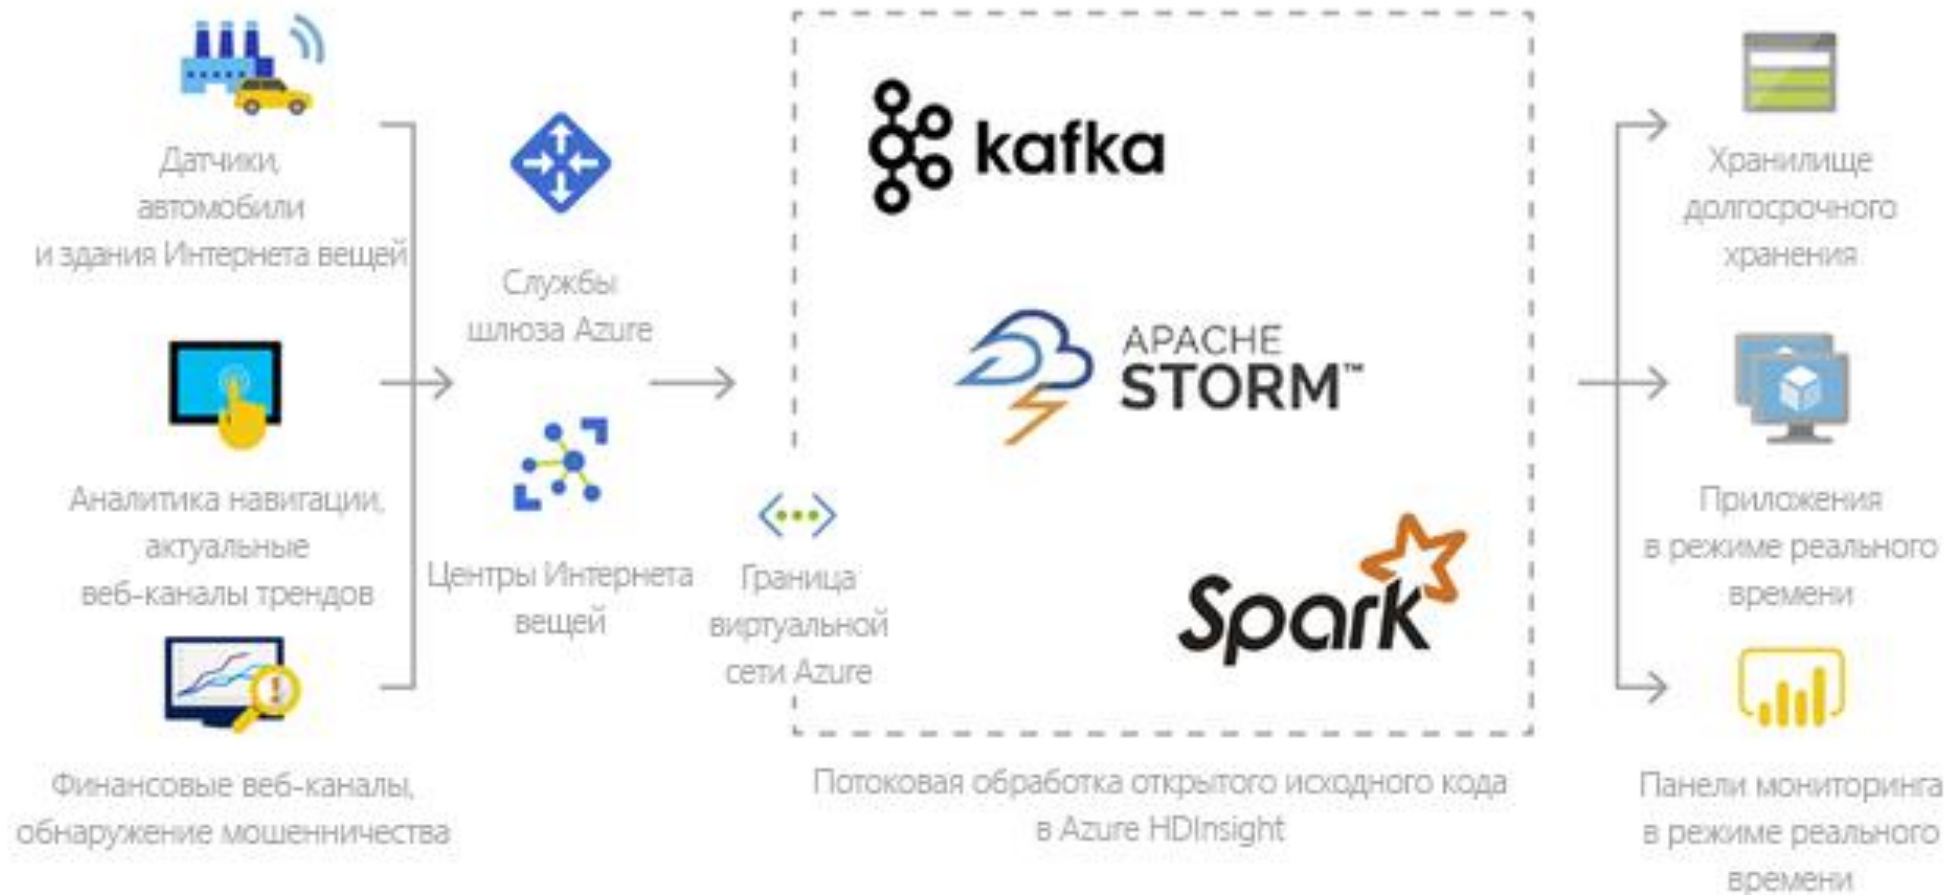 Датчики,
автомобили
и здания Интернета вещей
Аналитика навигации,
актуальные
веб-каналы трендов
Финансовые веб-каналы,
обнаружение мошенничества
Службы
шлюза Azure
Центры Интернета
вещей
Граница
виртуальной
сети Azure
kafka
APACHE
STORM™
Spark
Потоковая обработка открытого исходного кода
в Azure HDInsight
Хранилище
долгосрочного
хранения
Приложения
в режиме реального
времени
Панели мониторинга
в режиме реального
времени